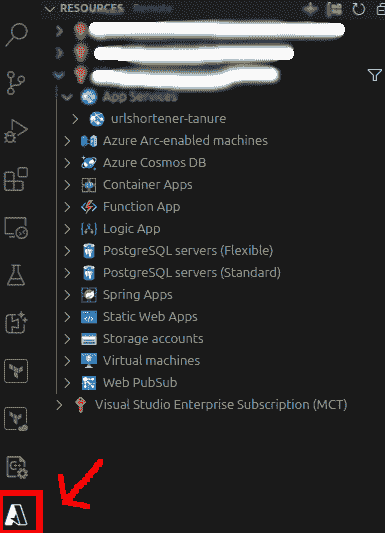 RESOURCES Remote
App Services
urlshortener-tanure
Azure Arc-enabled machines
Azure Cosmos DB
Container Apps
Function App
Logic App
PostgreSQL servers (Flexible)
PostgreSQL servers (Standard)
Spring Apps
Static Web Apps
Storage accounts
Virtual machines
Web PubSub
Visual Studio Enterprise Subscription (MCT)